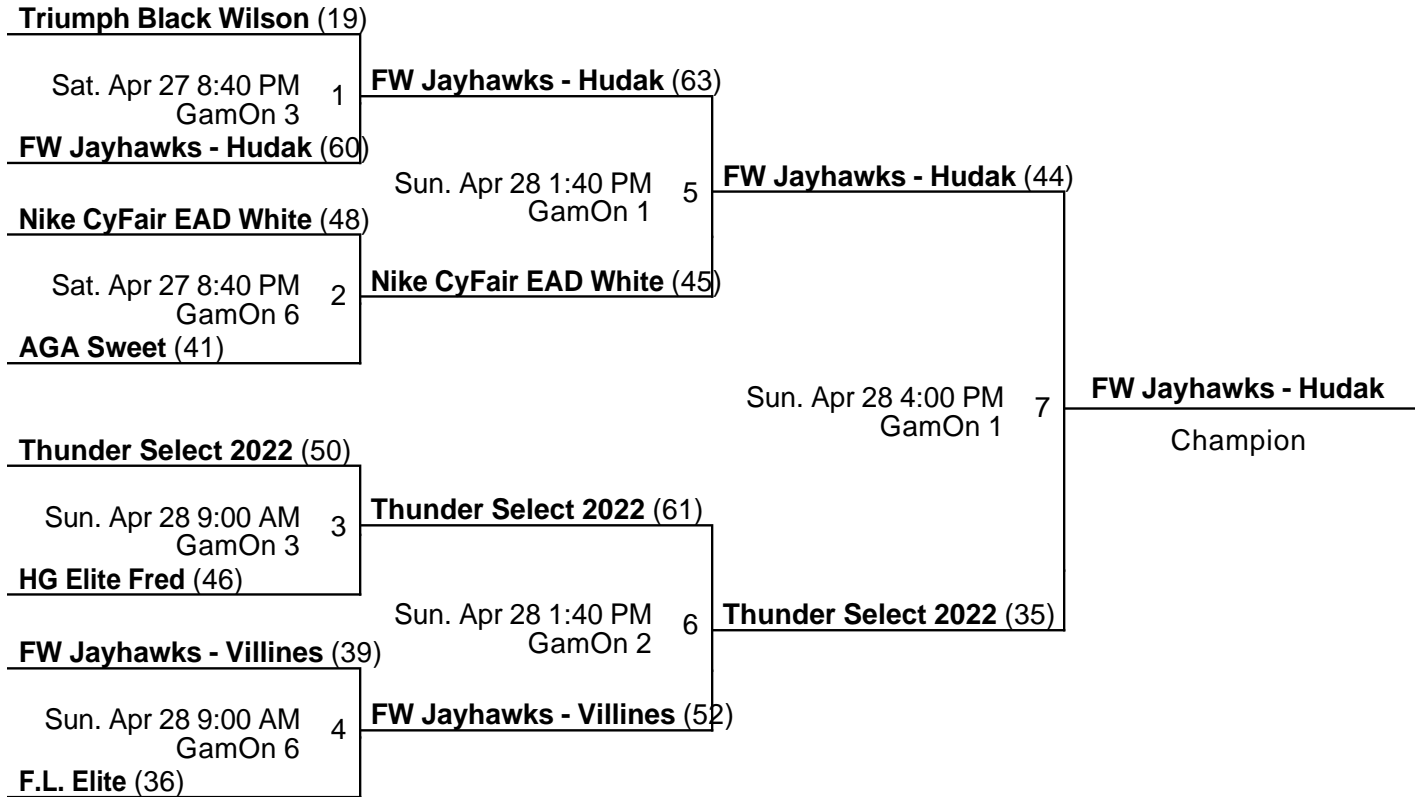 Triumph Black Wilson (19)
Sat. Apr 27 8:40 PM 1
GamOn 3
FW Jayhawks - Hudak (60)
Nike CyFair EAD White (48)
Sat. Apr 27 8:40 PM 2
GamOn 6
AGA Sweet (41)
Thunder Select 2022 (50)
Sun. Apr 28 9:00 AM 3
GamOn 3
HG Elite Fred (46)
FW Jayhawks - Villines (39)
Sun. Apr 28 9:00 AM 4
GamOn 6
F.L. Elite (36)
FW Jayhawks - Hudak (63)
Sun. Apr 28 1:40 PM 5
GamOn 1
Nike CyFair EAD White (45)
Thunder Select 2022 (61)
Sun. Apr 28 1:40 PM 6
GamOn 2
FW Jayhawks - Villines (52)
FW Jayhawks - Hudak (44)
Sun. Apr 28 4:00 PM 7
GamOn 1
Thunder Select 2022 (35)
FW Jayhawks - Hudak
Champion